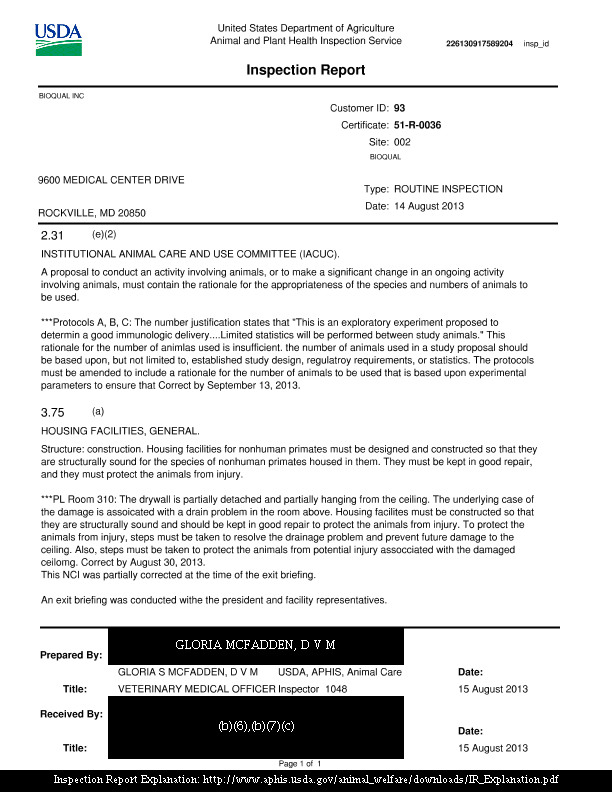 USDA
United States Department of Agriculture
Animal and Plant Health Inspection Service
226130917589204 insp_id
Inspection Report
BIOQUAL INC
Customer ID: 93
Certificate: 51-R-0036
Site: 002
BIOQUAL
9600 MEDICAL CENTER DRIVE
Type: ROUTINE INSPECTION
ROCKVILLE, MD 20850
Date: 14 August 2013
2.31 (e)(2)
INSTITUTIONAL ANIMAL CARE AND USE COMMITTEE (IACUC).
A proposal to conduct an activity involving animals, or to make a significant change in an ongoing activity
involving animals, must contain the rationale for the appropriateness of the species and numbers of animals to
be used.
***Protocols A, B, C: The number justification states that "This is an exploratory experiment proposed to
determin a good immunologic delivery....Limited statistics will be performed between study animals." This
rationale for the number of animlas used is insufficient. the number of animals used in a study proposal should
be based upon, but not limited to, established study design, regulatroy requirements, or statistics. The protocols
must be amended to include a rationale for the number of animals to be used that is based upon experimental
parameters to ensure that Correct by September 13, 2013.
3.75 (a)
HOUSING FACILITIES, GENERAL.
Structure: construction. Housing facilities for nonhuman primates must be designed and constructed so that they
are structurally sound for the species of nonhuman primates housed in them. They must be kept in good repair,
and they must protect the animals from injury.
***PL Room 310: The drywall is partially detached and partially hanging from the ceiling. The underlying case of
the damage is assoicated with a drain problem in the room above. Housing facilites must be constructed so that
they are structurally sound and should be kept in good repair to protect the animals from injury. To protect the
animals from injury, steps must be taken to resolve the drainage problem and prevent future damage to the
ceiling. Also, steps must be taken to protect the animals from potential injury assocciated with the damaged
ceilomg. Correct by August 30, 2013.
This NCI was partially corrected at the time of the exit briefing.
An exit briefing was conducted withe the president and facility representatives.
GLORIA MCFADDEN, D V M
Prepared By:
GLORIA S MCFADDEN, D V M USDA, APHIS, Animal Care Date:
Title: VETERINARY MEDICAL OFFICER Inspector 1048 15 August 2013
Received By:
(b)(6),(b)(7)(c)
Date:
Title: 15 August 2013
Page 1 of 1
Inspection Report Explanation: http://www.aphis.usda.gov/animal_welfare/downloads/IR_Explanation.pdf